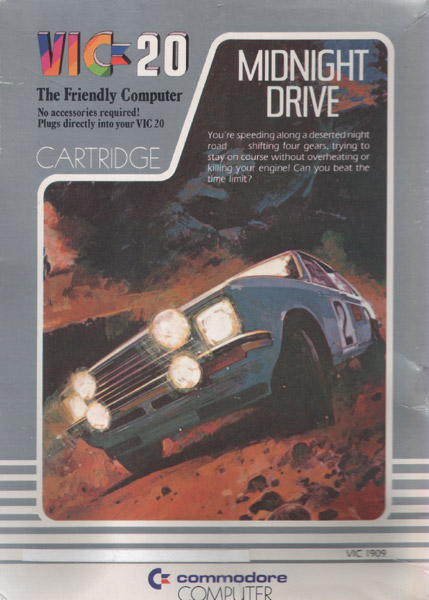 VIC-20
The Friendly Computer
No accessories required!
Plugs directly into your VIC 20
CARTRIDGE
MIDNIGHT
DRIVE
You're speeding along a deserted night
road shifting four gears, trying to
stay on course without overheating or
killing your engine! Can you beat the
time limit?
2
VIC 1909
commodore
COMPUTER